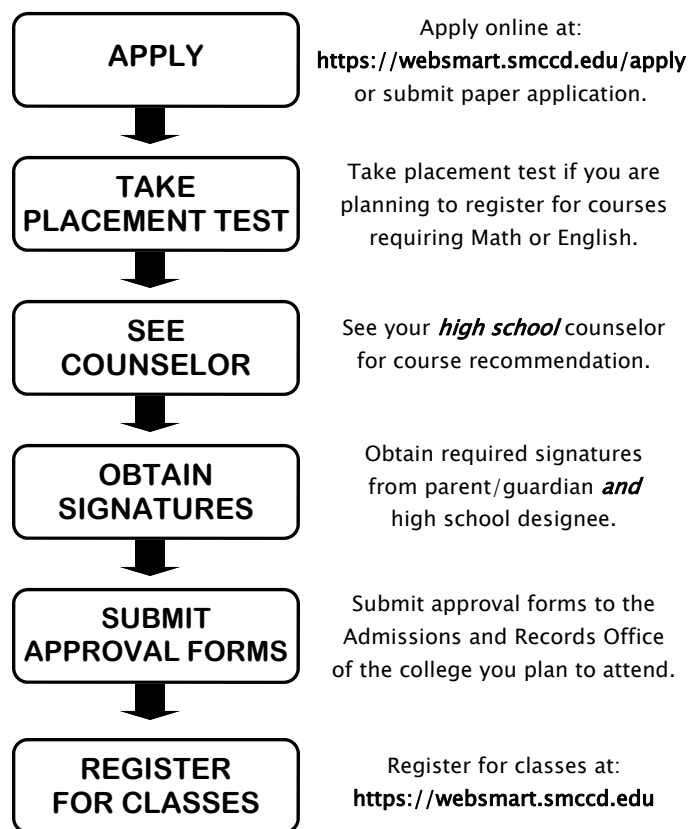 APPLY
Apply online at:
https://websmart.smccd.edu/apply
or submit paper application.
TAKE
PLACEMENT TEST
Take placement test if you are
planning to register for courses
requiring Math or English.
SEE
COUNSELOR
See your high school counselor
for course recommendation.
OBTAIN
SIGNATURES
Obtain required signatures
from parent/guardian and
high school designee.
SUBMIT
APPROVAL FORMS
Submit approval forms to the
Admissions and Records Office
of the college you plan to attend.
REGISTER
FOR CLASSES
Register for classes at:
https://websmart.smccd.edu